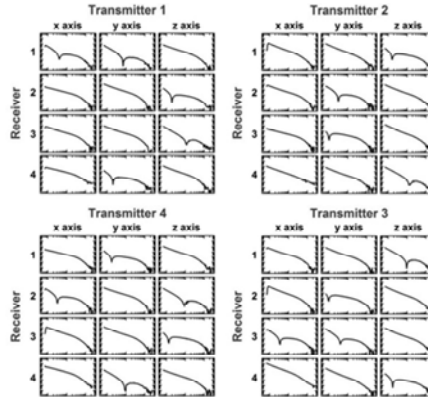 Transmitter 1
x axis y axis z axis
Receiver
1
2
3
4
Transmitter 2
x axis y axis z axis
Receiver
1
2
3
4
Transmitter 4
x axis y axis z axis
Receiver
1
2
3
4
Transmitter 3
x axis y axis z axis
Receiver
1
2
3
4